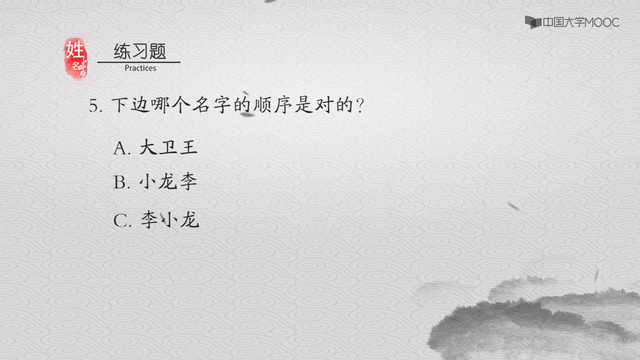 中国大学MOOC
姓名
练习题
Practices
5. 下边哪个名字的顺序是对的?
A. 大卫王
B. 小龙李
C. 李小龙